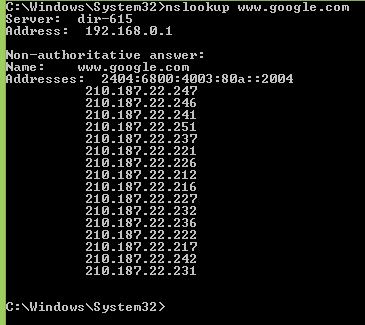 C:\Windows\System32>nslookup www.google.com
Server:  dir-615
Address:  192.168.0.1
Non-authoritative answer:
Name:    www.google.com
Addresses:  2404:6800:4003:80a::2004
210.187.22.247
210.187.22.246
210.187.22.241
210.187.22.251
210.187.22.237
210.187.22.221
210.187.22.226
210.187.22.212
210.187.22.216
210.187.22.227
210.187.22.232
210.187.22.236
210.187.22.222
210.187.22.217
210.187.22.242
210.187.22.231
C:\Windows\System32>